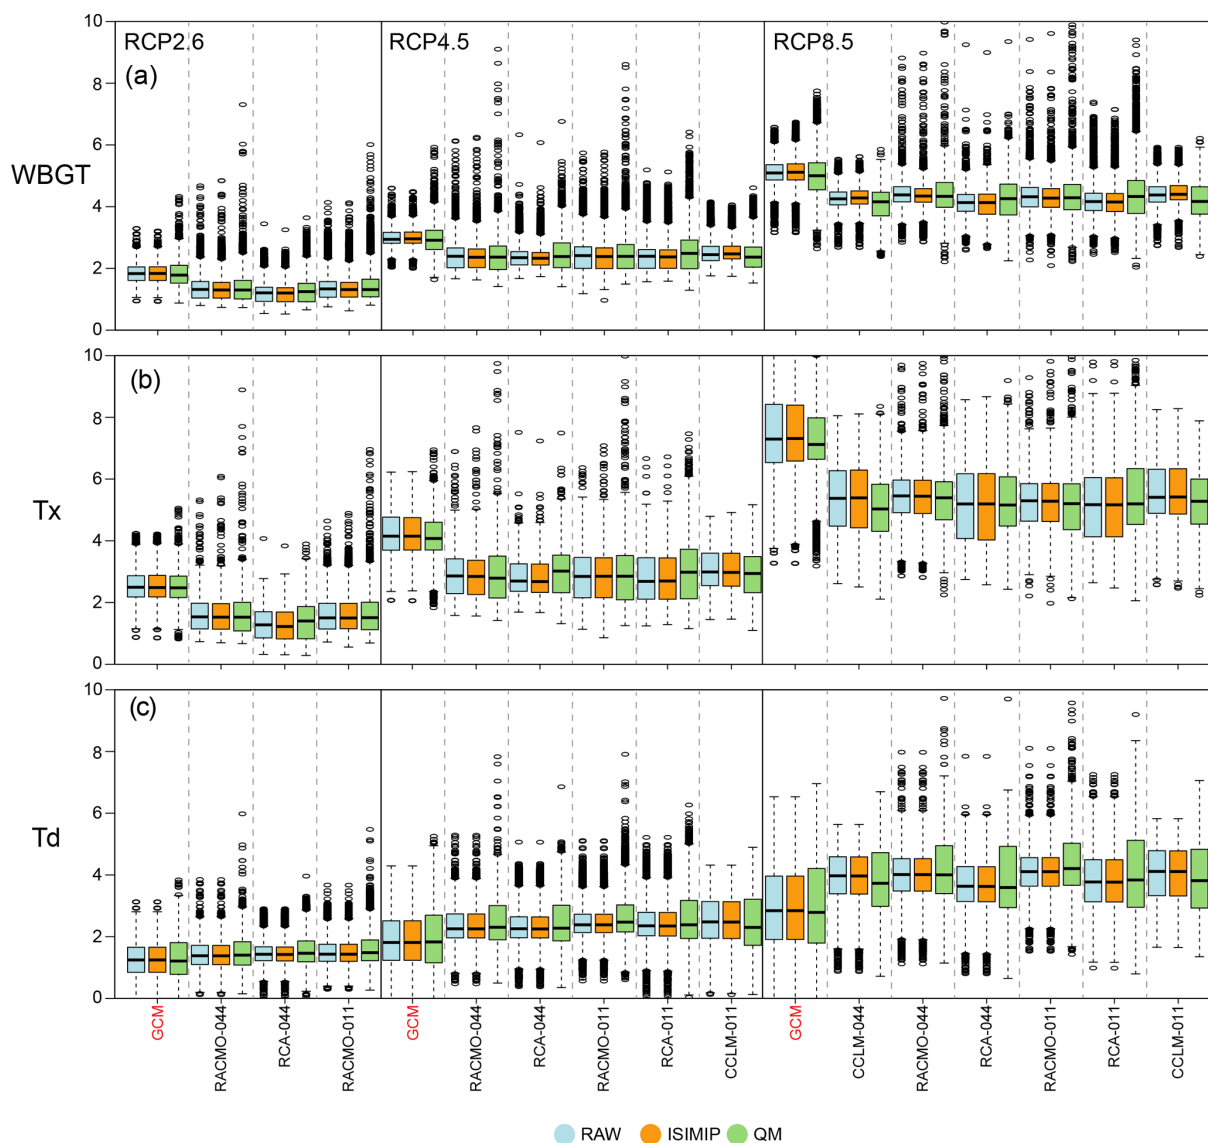 RCP2.6 RCP4.5 RCP8.5
(a)
WBGT
10
8
6
4
2
0
(b)
Tx
10
8
6
4
2
0
(c)
Td
10
8
6
4
2
0
GCM
RACMO-044
RCA-044
RACMO-011
GCM
RACMO-044
RCA-044
RACMO-011
RCA-011
CCLM-011
GCM
CCLM-044
RACMO-044
RCA-044
RACMO-011
RCA-011
CCLM-011
RAW ISIMIP QM